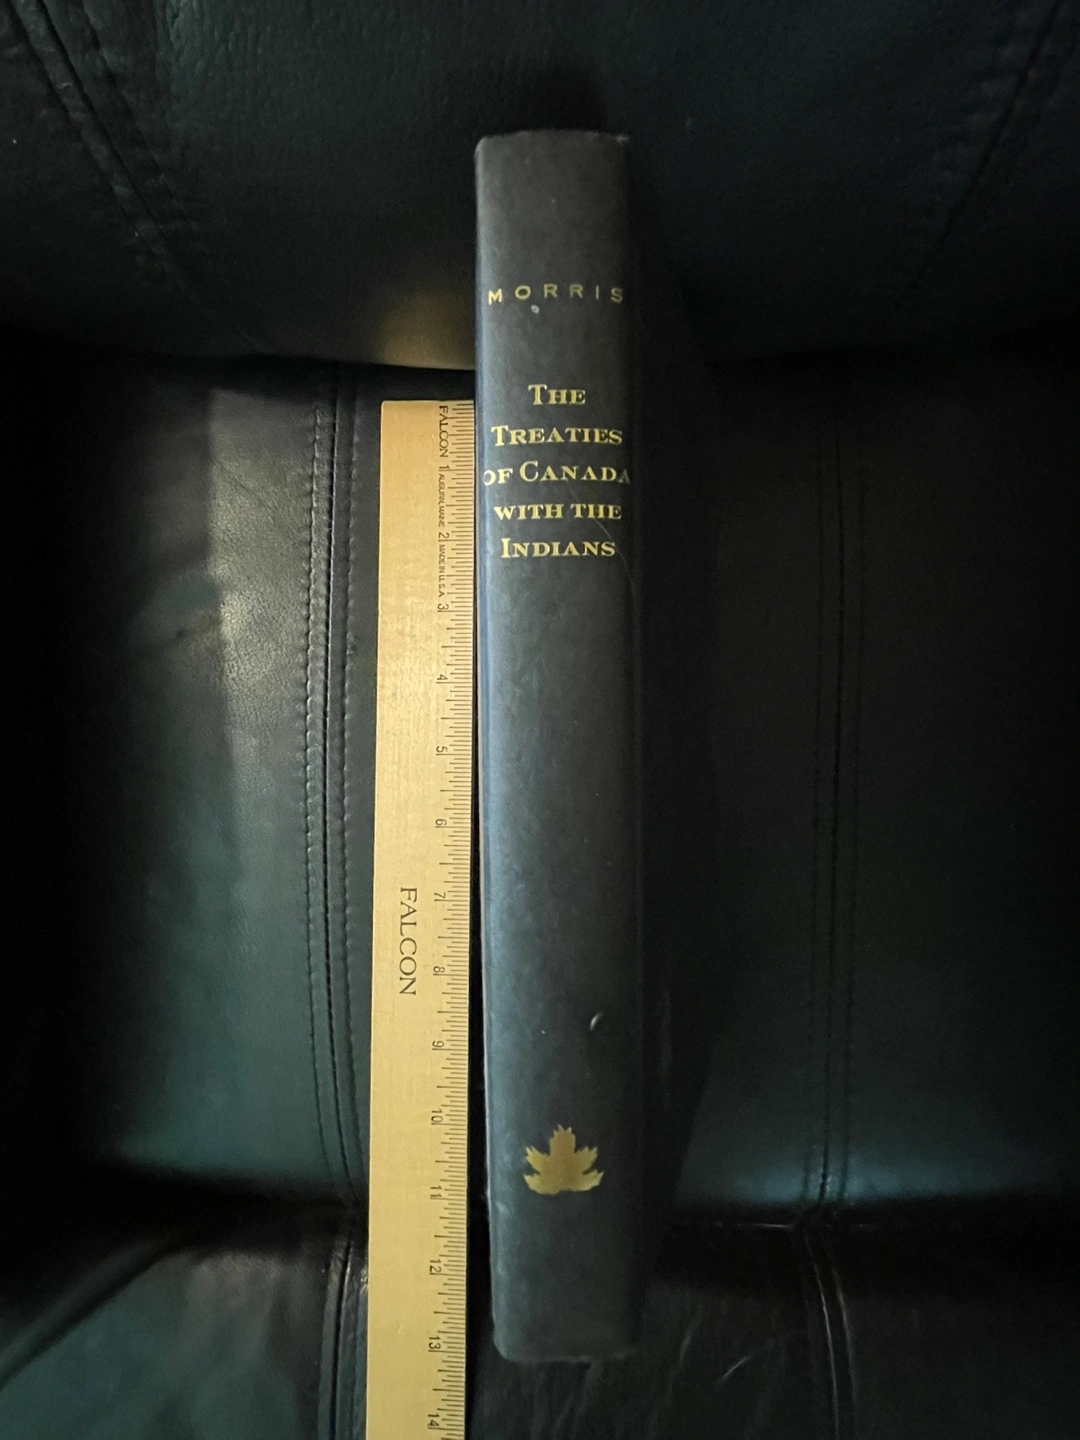 MORRIS
THE
TREATIES
OF CANADA
WITH THE
INDIANS
FALCON
AUBURN, MAINE
MADE IN U.S.A.
1
2
3
4
5
6
7
8
9
10
11
12
13
14
FALCON